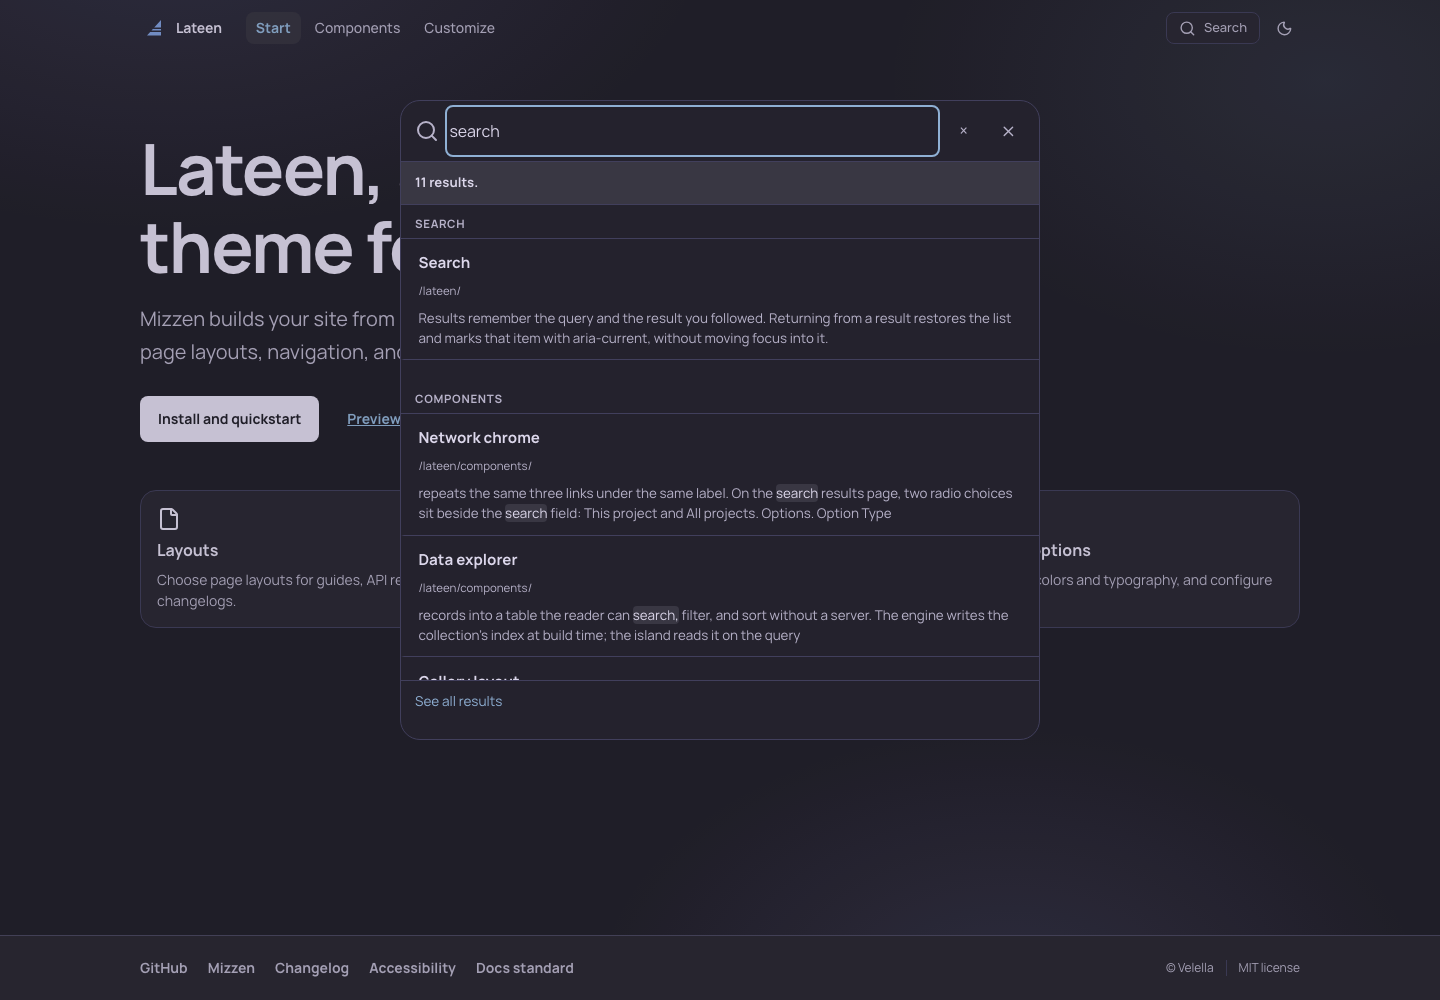 Lateen
Start
Components
Customize
Search
search
11 results.
SEARCH
Search
/lateen/
Results remember the query and the result you followed. Returning from a result restores the list
and marks that item with aria-current, without moving focus into it.
COMPONENTS
Network chrome
/lateen/components/
repeats the same three links under the same label. On the search results page, two radio choices
sit beside the search field: This project and All projects. Options. Option Type
Data explorer
/lateen/components/
records into a table the reader can search, filter, and sort without a server. The engine writes the
collection's index at build time; the island reads it on the query
See all results
Lateen,
theme
Mizzen builds your site from
page layouts, navigation,
Install and quickstart
Preview
Layouts
Choose page layouts for guides, API
changelogs.
and typography, and configure
GitHub
Mizzen
Changelog
Accessibility
Docs standard
© Velella
MIT license